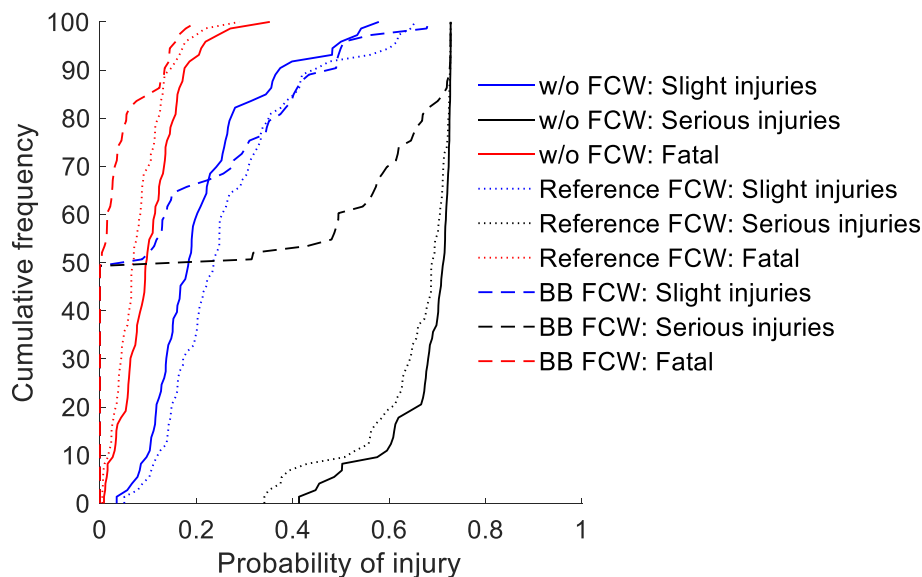 100
90
80
70
60
50
40
30
20
10
0
Cumulative frequency
0
0.2
0.4
0.6
0.8
1
Probability of injury
w/o FCW: Slight injuries
w/o FCW: Serious injuries
w/o FCW: Fatal
Reference FCW: Slight injuries
Reference FCW: Serious injuries
Reference FCW: Fatal
BB FCW: Slight injuries
BB FCW: Serious injuries
BB FCW: Fatal